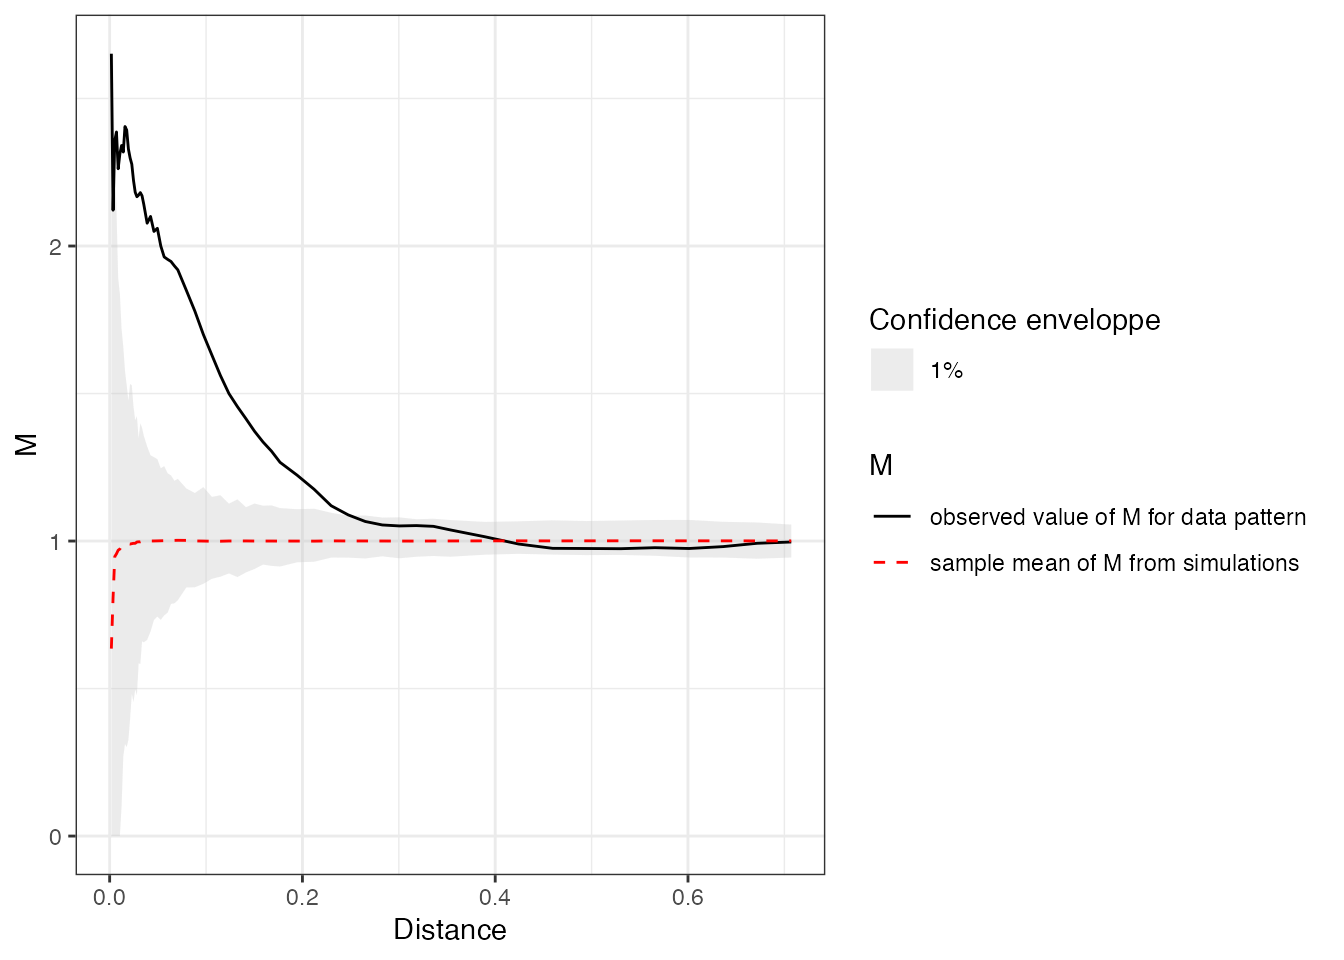 M
2
1
0
0.0
0.2
0.4
0.6
Distance
Confidence enveloppe
1%
M
observed value of M for data pattern
sample mean of M from simulations